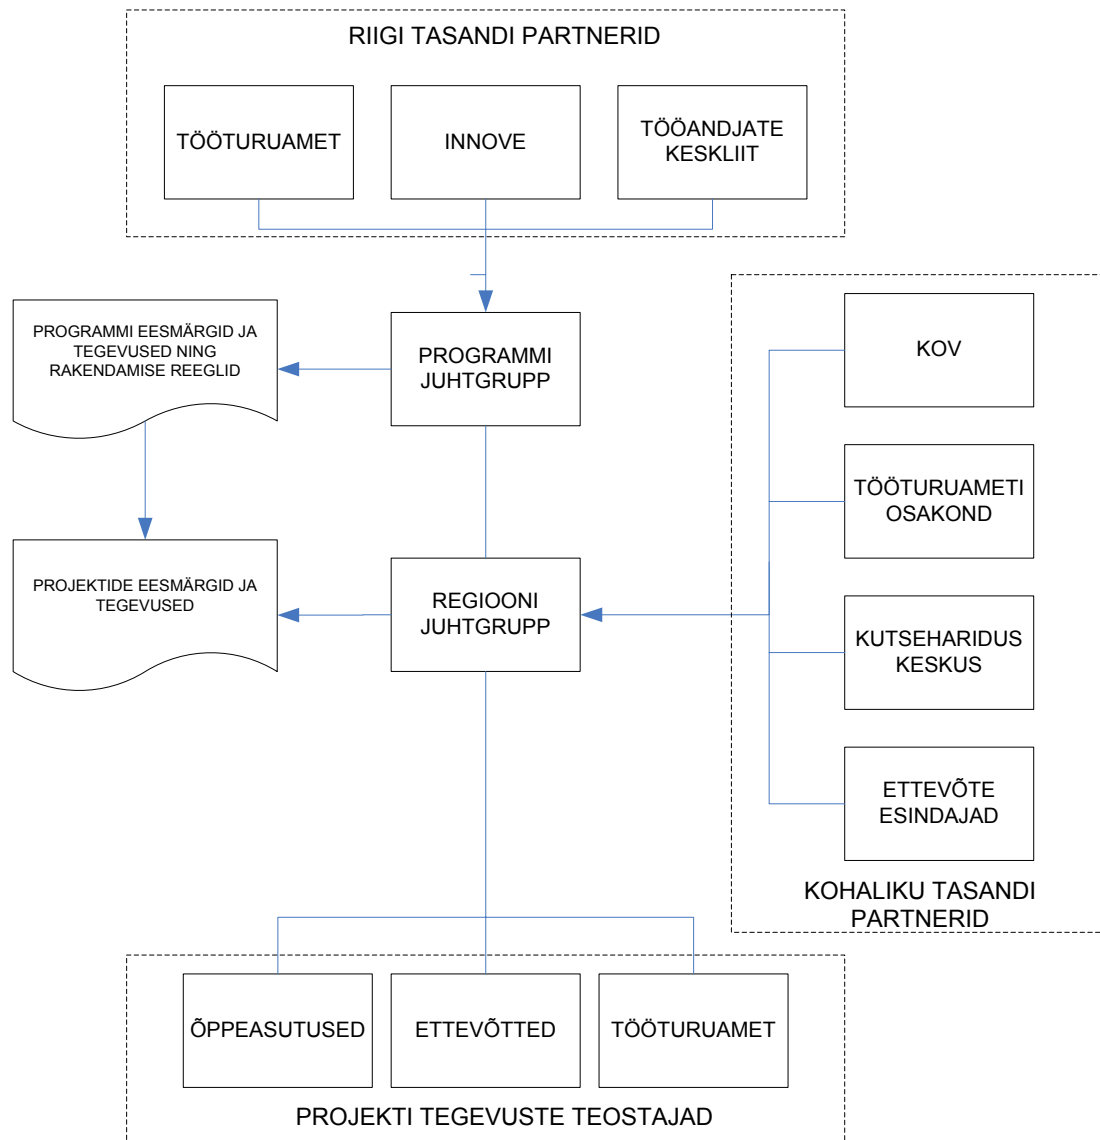 RIIGI TASANDI PARTNERID
TÖÖTURUAMET
INNOVE
TÖÖANDJATE
KESKLIIT
PROGRAMMI EESMÄRGID JA
TEGEVUSED NING
RAKENDAMISE REEGLID
PROGRAMMI
JUHTGRUPP
KOV
TÖÖTURUAMETI
OSAKOND
PROJEKTIDE EESMÄRGID JA
TEGEVUSED
REGIOONI
JUHTGRUPP
KUTSEHARIDUS
KESKUS
ETTEVÕTE
ESINDAJAD
KOHALIKU TASANDI
PARTNERID
ÕPPEASUTUSED
ETTEVÕTTED
TÖÖTURUAMET
PROJEKTI TEGEVUSTE TEOSTAJAD